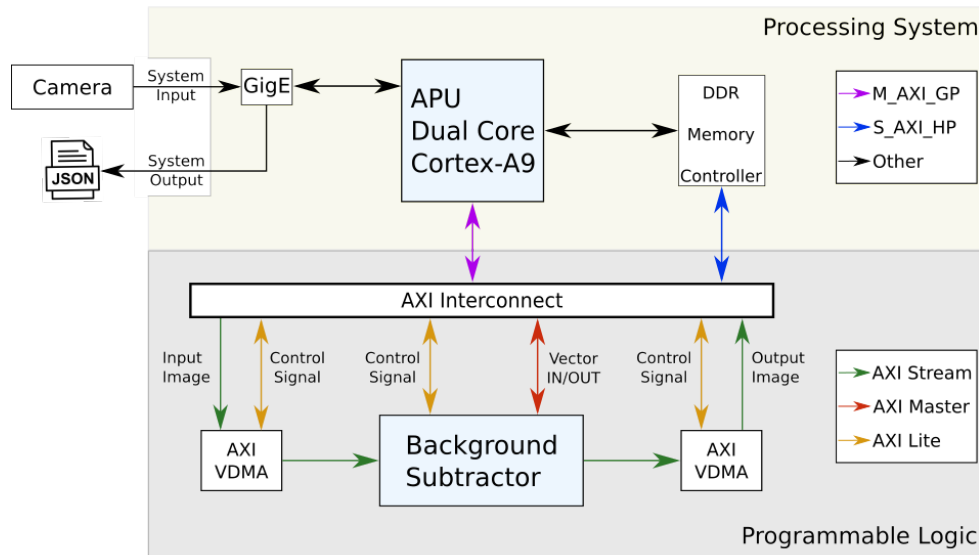 Processing System
Camera
System
Input
GigE
APU
Dual Core
Cortex-A9
DDR
Memory
Controller
M_AXI_GP
S_AXI_HP
Other
JSON
System
Output
AXI Interconnect
Input
Image
Control
Signal
Control
Signal
Vector
IN/OUT
Control
Signal
Output
Image
AXI Stream
AXI Master
AXI Lite
AXI
VDMA
Background
Subtractor
AXI
VDMA
Programmable Logic